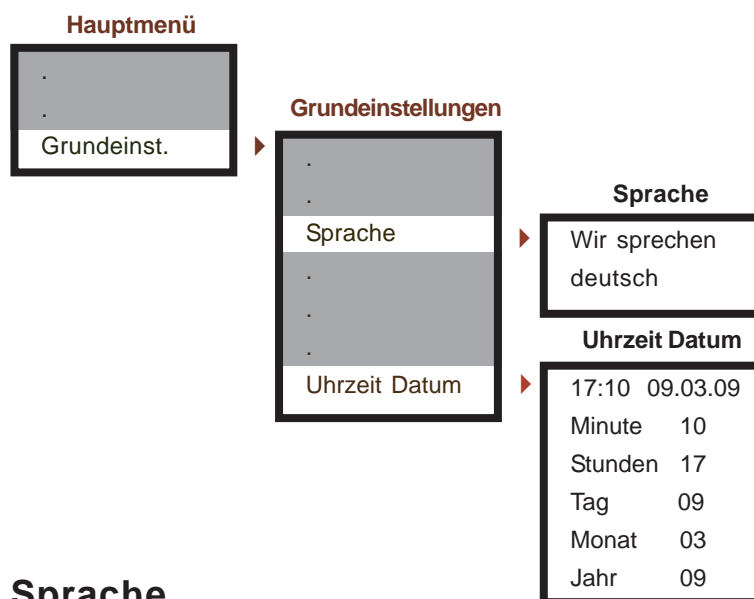 Hauptmenü
.
.
Grundeinst.
Grundeinstellungen
.
.
Sprache
.
.
.
Uhrzeit Datum
Sprache
Wir sprechen
deutsch
Uhrzeit Datum
17:10 09.03.09
Minute 10
Stunden 17
Tag 09
Monat 03
Jahr 09
Sprache